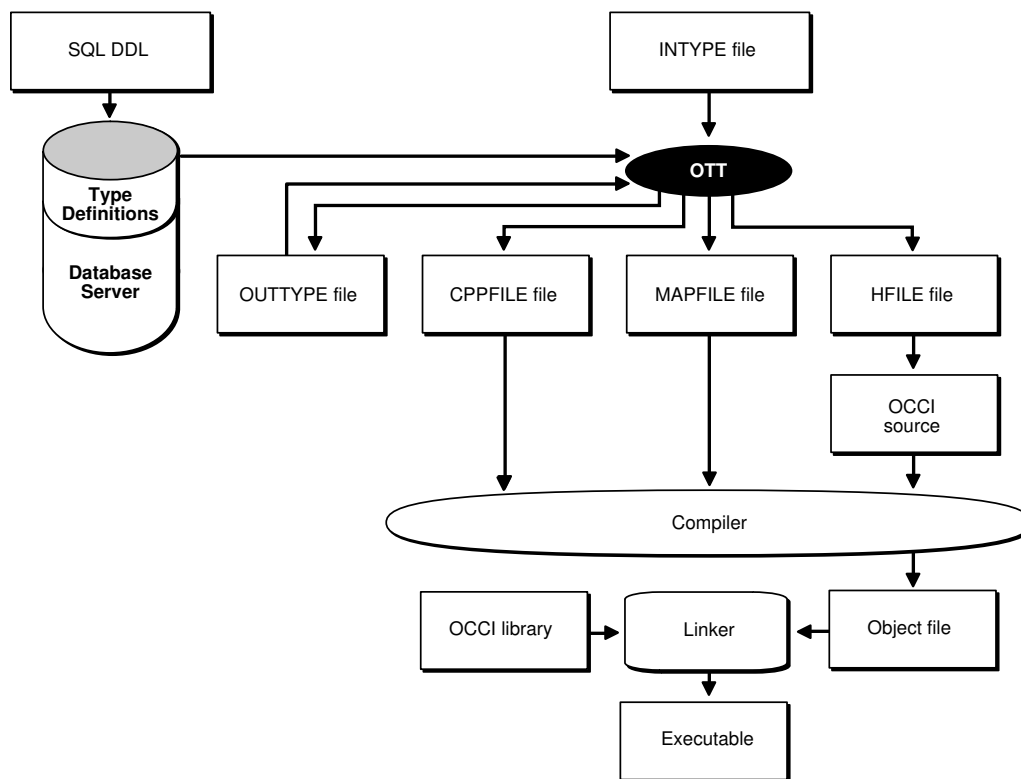 SQL DDL
INTYPE file
OTT
Type
Definitions
Database
Server
OUTTYPE file
CPPFILE file
MAPFILE file
HFILE file
OCCI
source
Compiler
OCCI library
Linker
Object file
Executable